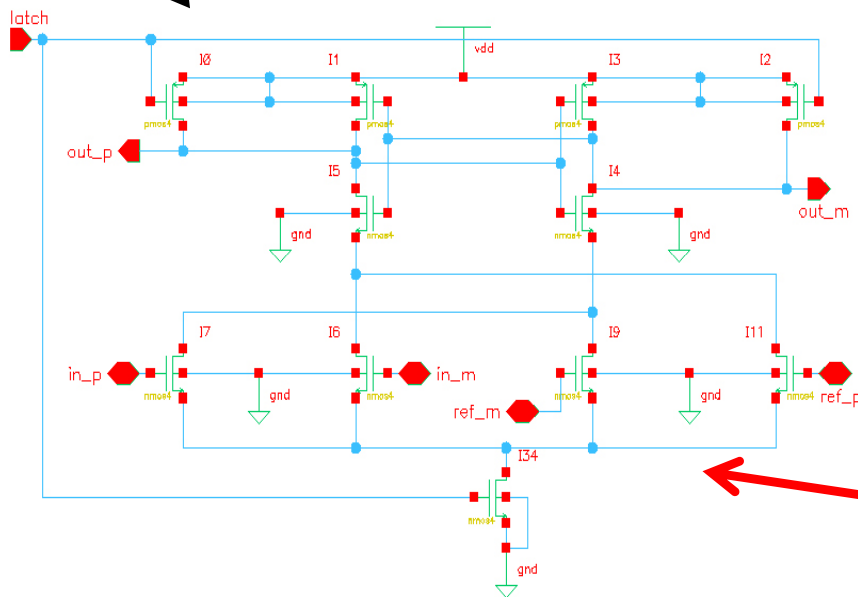 latch
vdd
I0
I1
I3
I2
pmos4
pmos4
pmos4
pmos4
out_p
I5
I4
out_m
gnd
nmos4
nmos4
gnd
I7
I6
I9
I11
in_p
in_m
gnd
gnd
ref_p
nmos4
nmos4
nmos4
nmos4
ref_m
I34
nmos4
gnd